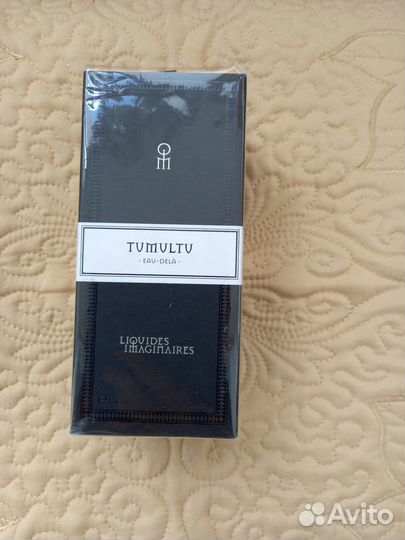 TUMULTU
-EAU-DELÀ-
LIQUIDES
IMAGINAIRES
Avito